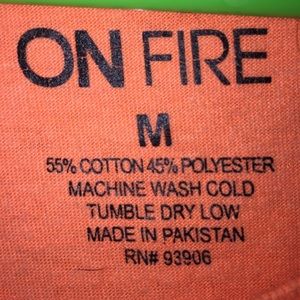 ON FIRE
M
55% COTTON 45% POLYESTER
MACHINE WASH COLD
TUMBLE DRY LOW
MADE IN PAKISTAN
RN# 93906